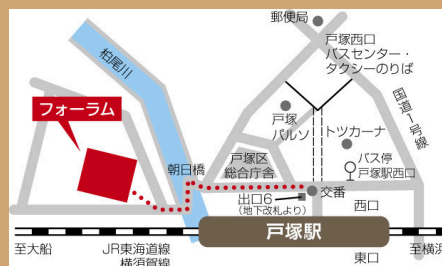 郵便局
戸塚西口
バスセンター・
タクシーのりば
柏尾川
国道1号線
フォーラム
戸塚
パルソ
トツカーナ
朝日橋
戸塚区
総合庁舎
バス停
戸塚駅西口
出口6
(地下改札より)
交番
西口
戸塚駅
至大船
JR東海道線
横須賀線
東口
至横浜